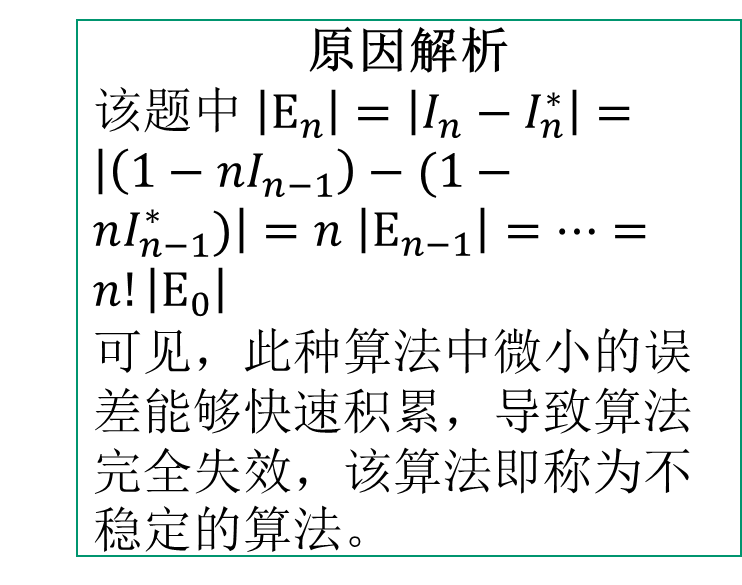 原因解析
该题中 |E_n| = |I_n − I_n^*| =
|(1 − nI_{n−1}) − (1 −
nI_{n−1}^*)| = n |E_{n−1}| = ⋯ =
n! |E_0|
可见，此种算法中微小的误
差能够快速积累，导致算法
完全失效，该算法即称为不
稳定的算法。